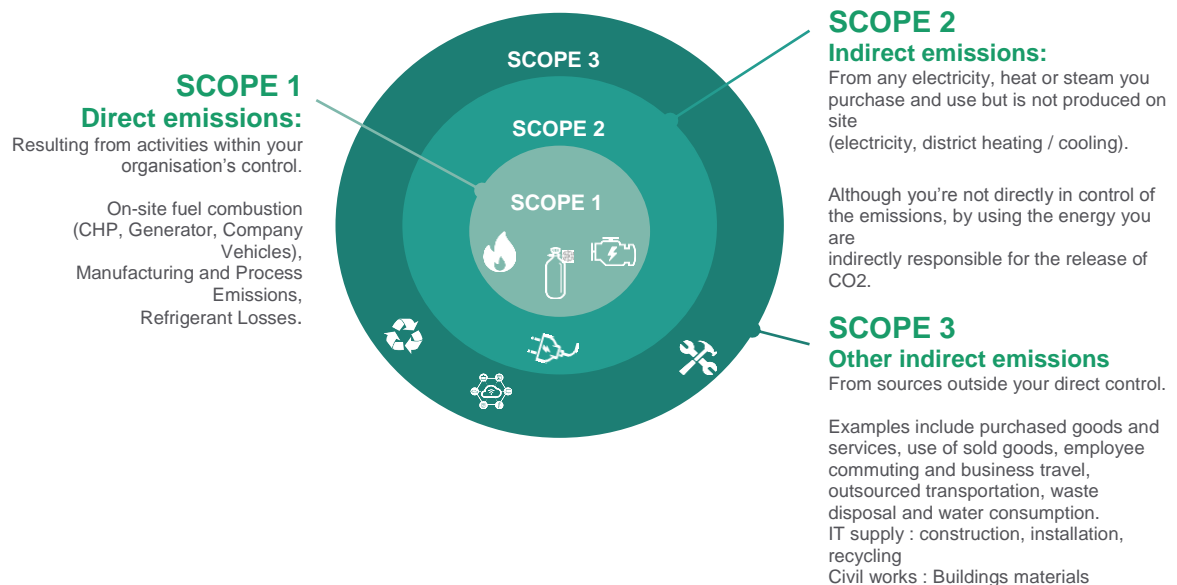 SCOPE 1
Direct emissions:
Resulting from activities within your
organisation’s control.
On-site fuel combustion
(CHP, Generator, Company
Vehicles),
Manufacturing and Process
Emissions,
Refrigerant Losses.
SCOPE 3
SCOPE 2
SCOPE 1
SCOPE 2
Indirect emissions:
From any electricity, heat or steam you
purchase and use but is not produced on
site
(electricity, district heating / cooling).
Although you’re not directly in control of
the emissions, by using the energy you
are
indirectly responsible for the release of
CO2.
SCOPE 3
Other indirect emissions
From sources outside your direct control.
Examples include purchased goods and
services, use of sold goods, employee
commuting and business travel,
outsourced transportation, waste
disposal and water consumption.
IT supply : construction, installation,
recycling
Civil works : Buildings materials